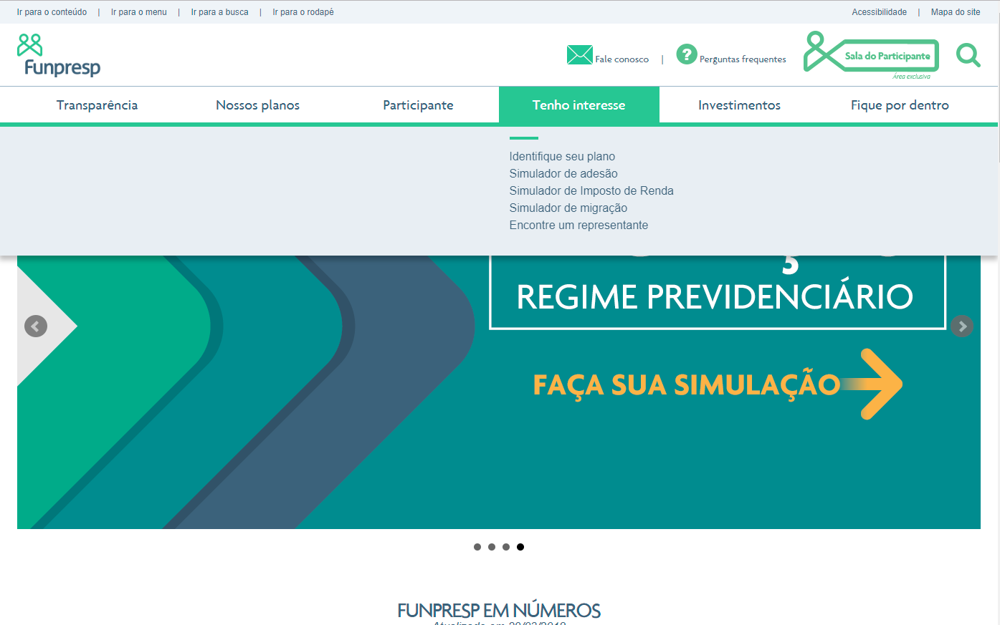 Ir para o conteúdo | Ir para o menu | Ir para a busca | Ir para o rodapé
Acessibilidade | Mapa do site
Funpresp
Fale conosco | Perguntas frequentes
Sala do Participante
Área exclusiva
Transparência
Nossos planos
Participante
Tenho interesse
Investimentos
Fique por dentro
Identifique seu plano
Simulador de adesão
Simulador de Imposto de Renda
Simulador de migração
Encontre um representante
REGIME PREVIDENCIÁRIO
FAÇA SUA SIMULAÇÃO
FUNPRESP EM NÚMEROS